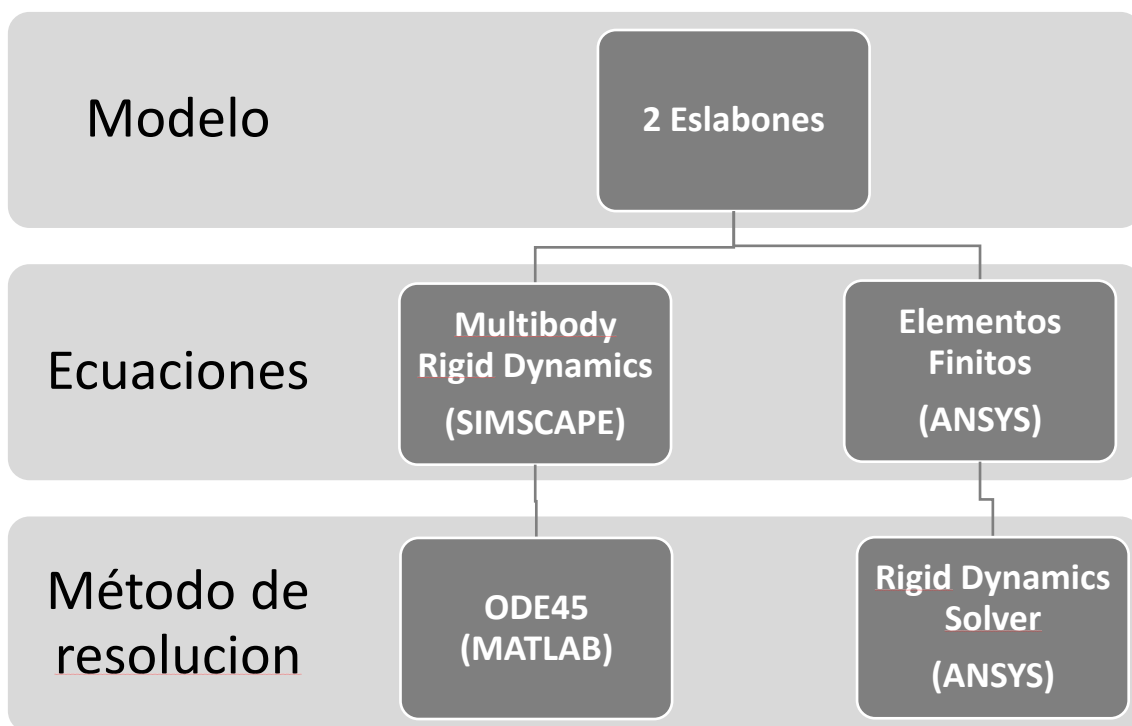 Modelo
2 Eslabones
Ecuaciones
Multibody
Rigid Dynamics
(SIMSCAPE)
Elementos
Finitos
(ANSYS)
Método de
resolucion
ODE45
(MATLAB)
Rigid Dynamics
Solver
(ANSYS)